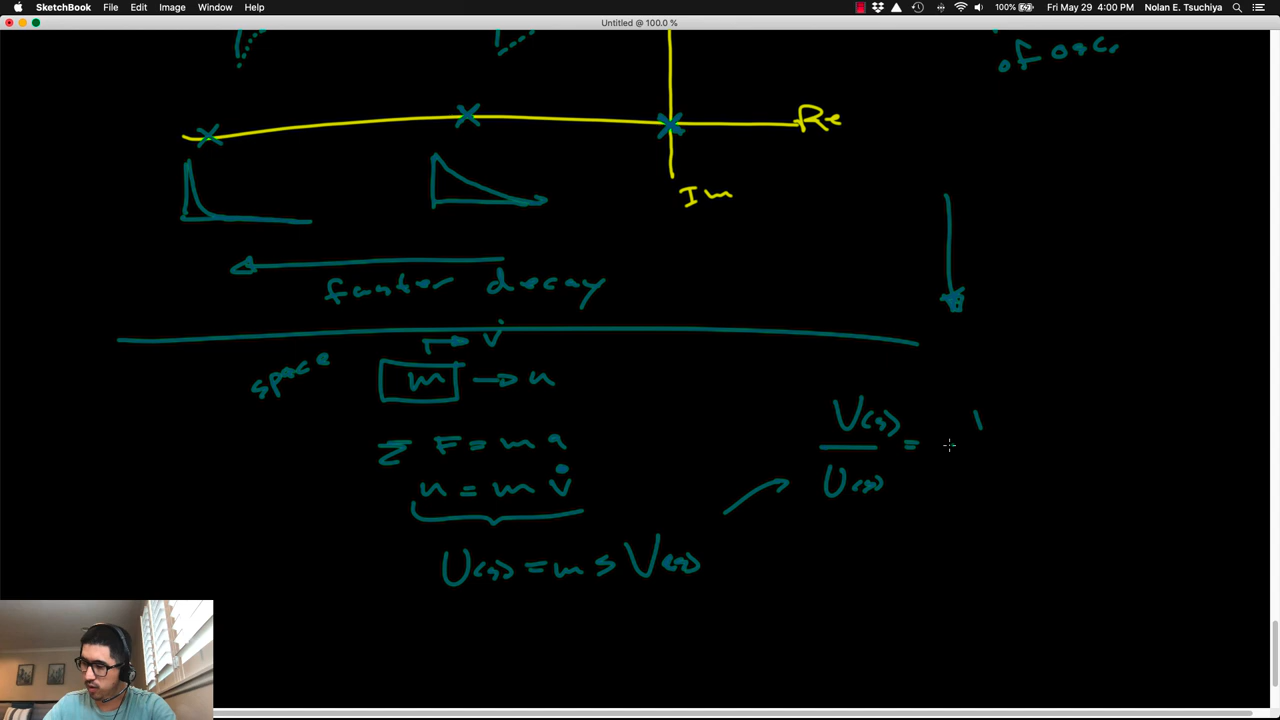 SketchBook File Edit Image Window Help 100% Fri May 29 4:00 PM Nolan E. Tsuchiya
Untitled @ 100.0 %
of osc.
Re
Im
faster decay
space
v
m → u
Σ F = m a
u = m v̇
U(s) = m s V(s)
V(s)
U(s)
= 1